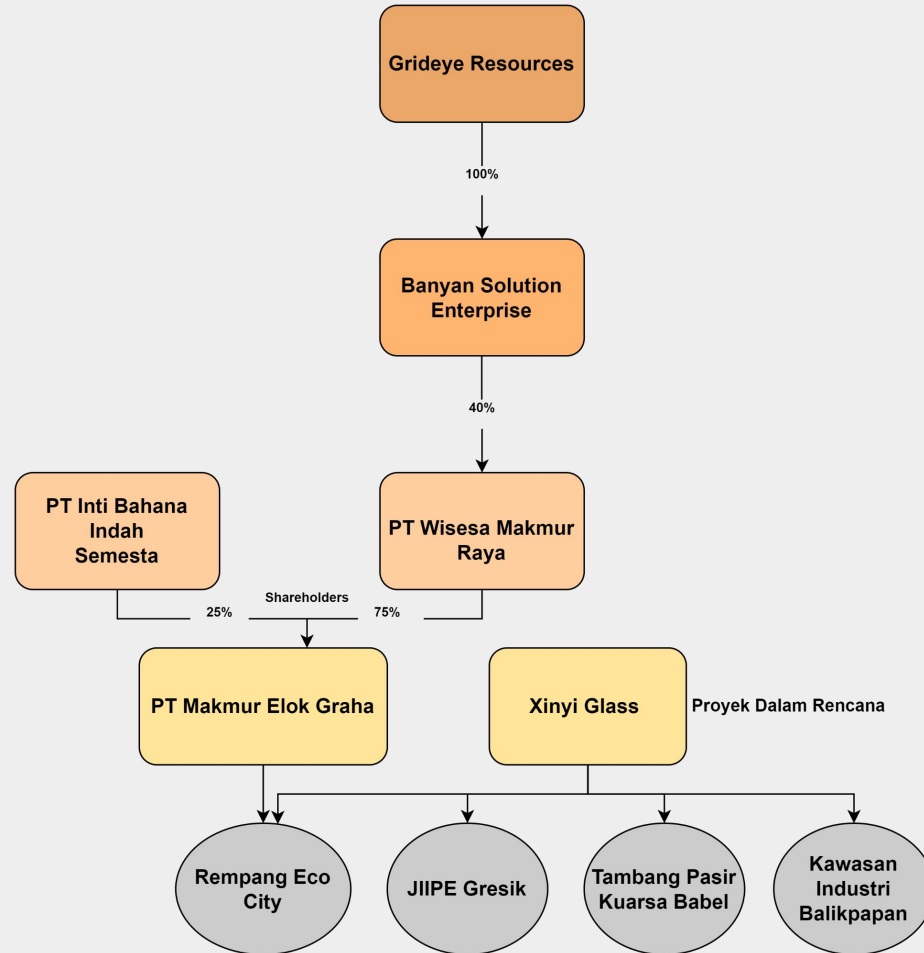 Grideye Resources
100%
Banyan Solution
Enterprise
40%
PT Inti Bahana
Indah
Semesta
PT Wisesa Makmur
Raya
Shareholders
25%
75%
PT Makmur Elok Graha
Xinyi Glass
Proyek Dalam Rencana
Rempang Eco
City
JIIPE Gresik
Tambang Pasir
Kuarsa Babel
Kawasan
Industri
Balikpapan